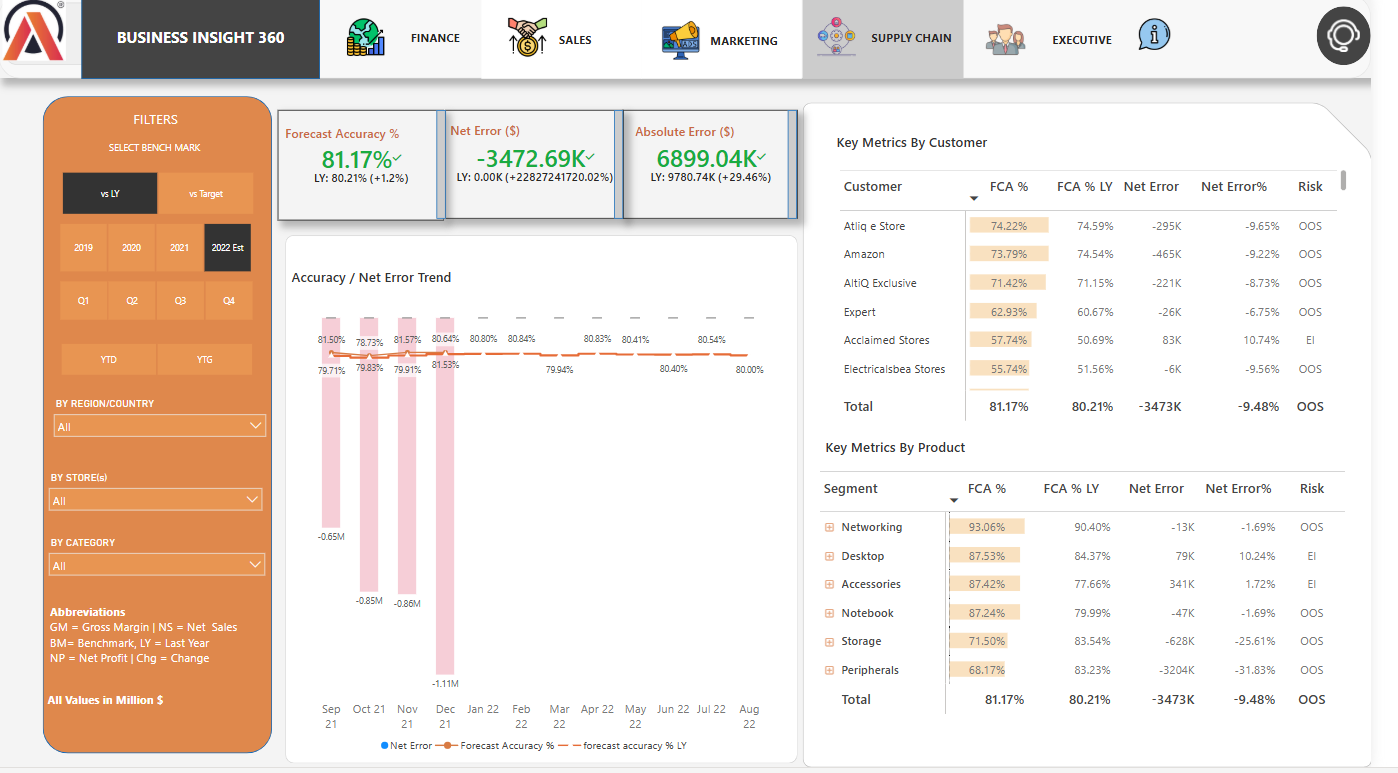 BUSINESS INSIGHT 360
FINANCE
SALES
MARKETING
SUPPLY CHAIN
EXECUTIVE
FILTERS
SELECT BENCH MARK
vs LY
vs Target
2019
2020
2021
2022 Est
Q1
Q2
Q3
Q4
YTD
YTG
BY REGION/COUNTRY
All
BY STORE(s)
All
BY CATEGORY
All
Abbreviations
GM = Gross Margin | NS = Net Sales
BM= Benchmark, LY = Last Year
NP = Net Profit | Chg = Change
All Values in Million $
Forecast Accuracy %
81.17%
LY: 80.21% (+1.2%)
Net Error ($)
-3472.69K
LY: 0.00K (+22827241720.02%)
Absolute Error ($)
6899.04K
LY: 9780.74K (+29.46%)
Accuracy / Net Error Trend
81.50% 78.73% 81.57% 80.64% 80.80% 80.84% 80.83% 80.41% 80.54%
79.71% 79.83% 79.91% 81.53% 79.94% 80.40% 80.00%
-0.65M
-0.85M
-0.86M
-1.11M
Sep 21
Oct 21
Nov 21
Dec 21
Jan 22
Feb 22
Mar 22
Apr 22
May 22
Jun 22
Jul 22
Aug 22
Net Error Forecast Accuracy % forecast accuracy % LY
Key Metrics By Customer
Customer FCA % FCA % LY Net Error Net Error% Risk
Atliq e Store 74.22% 74.59% -295K -9.65% OOS
Amazon 73.79% 74.54% -465K -9.22% OOS
AltiQ Exclusive 71.42% 71.15% -221K -8.73% OOS
Expert 62.93% 60.67% -26K -6.75% OOS
Acclaimed Stores 57.74% 50.69% 83K 10.74% EI
Electricalsbea Stores 55.74% 51.56% -6K -9.56% OOS
Total 81.17% 80.21% -3473K -9.48% OOS
Key Metrics By Product
Segment FCA % FCA % LY Net Error Net Error% Risk
Networking 93.06% 90.40% -13K -1.69% OOS
Desktop 87.53% 84.37% 79K 10.24% EI
Accessories 87.42% 77.66% 341K 1.72% EI
Notebook 87.24% 79.99% -47K -1.69% OOS
Storage 71.50% 83.54% -628K -25.61% OOS
Peripherals 68.17% 83.23% -3204K -31.83% OOS
Total 81.17% 80.21% -3473K -9.48% OOS